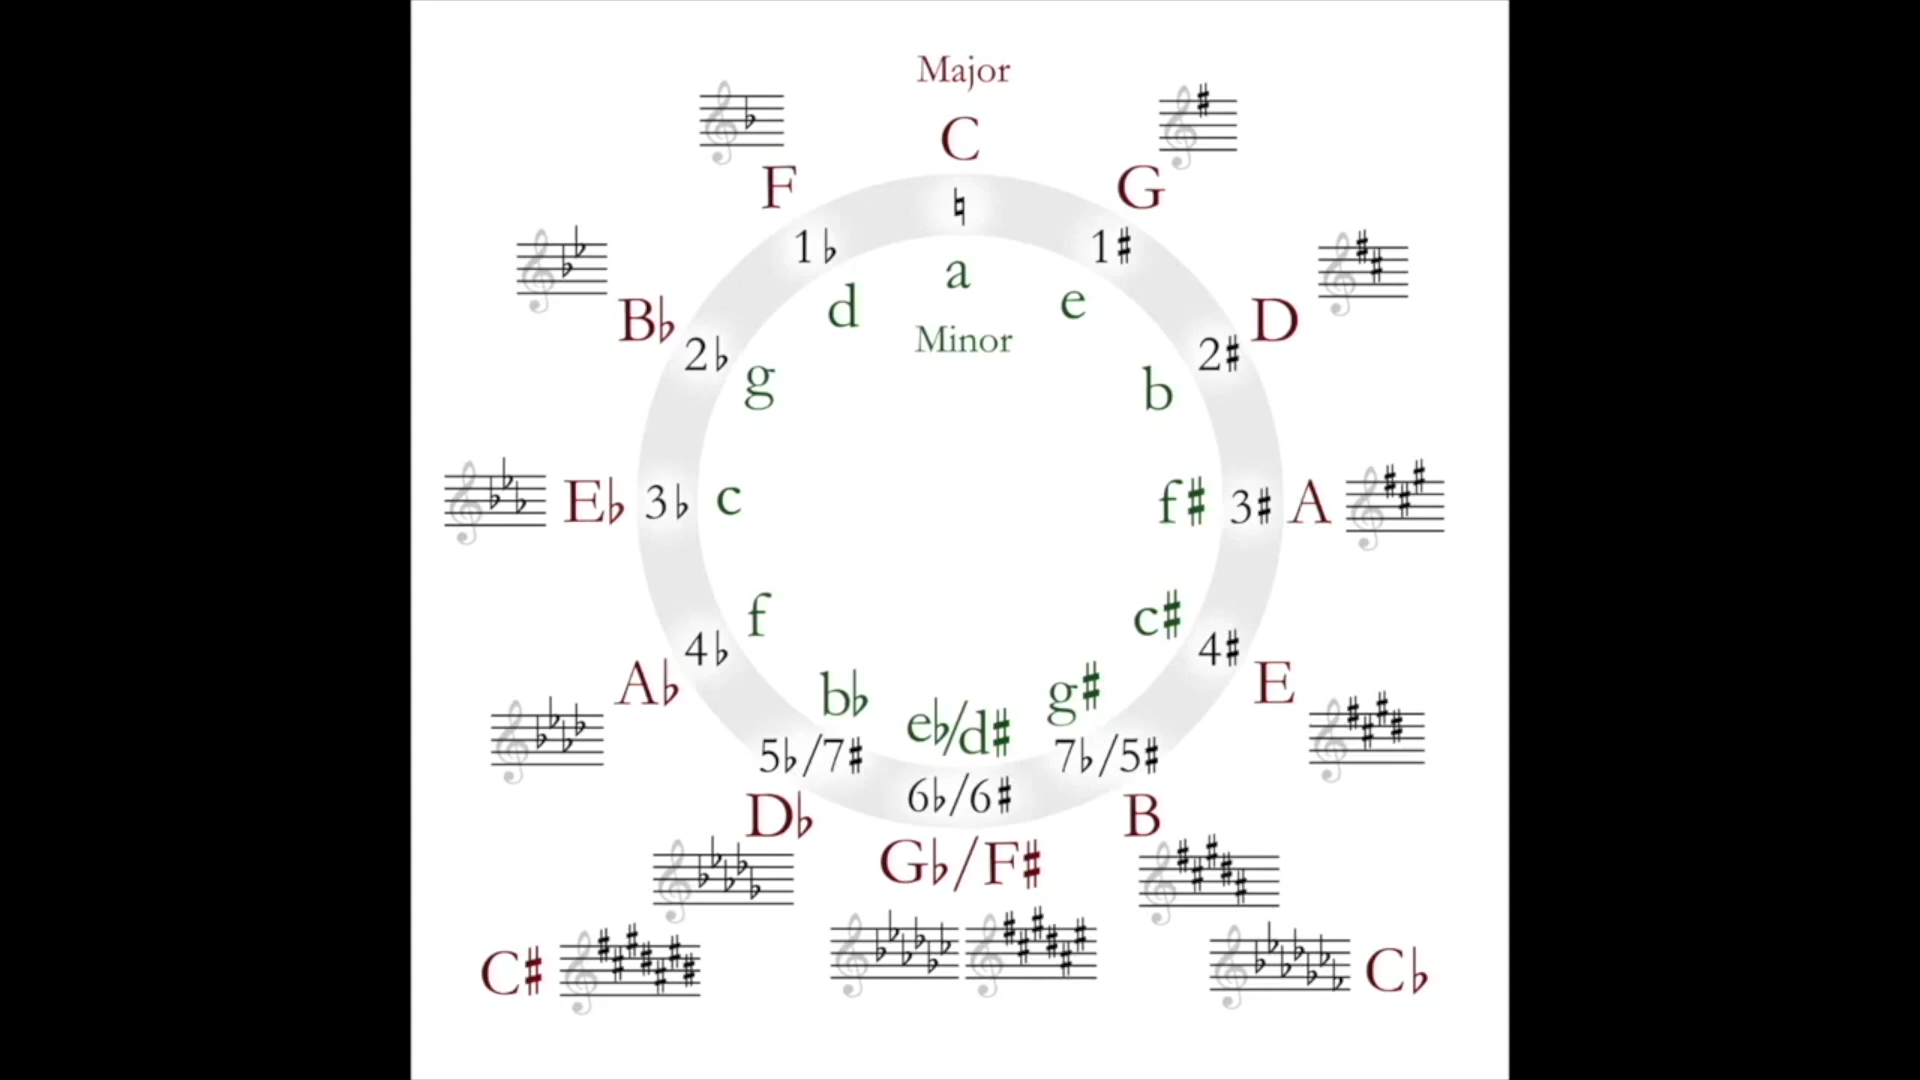 Major
C
F
G
♮
1♭
1♯
a
d
e
Minor
B♭
D
2♭
2♯
g
b
E♭
3♭
c
f♯
3♯
A
f
c♯
4♭
4♯
A♭
E
b♭
e♭/d♯
g♯
5♭/7♯
6♭/6♯
7♭/5♯
D♭
G♭/F♯
B
C♯
C♭